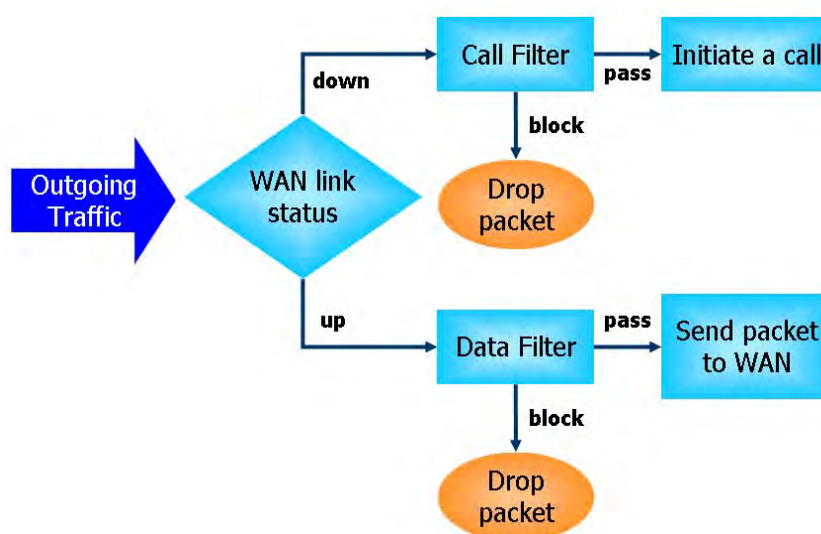 Outgoing
Traffic
WAN link
status
down
Call Filter
pass
Initiate a call
block
Drop
packet
up
Data Filter
pass
Send packet
to WAN
block
Drop
packet